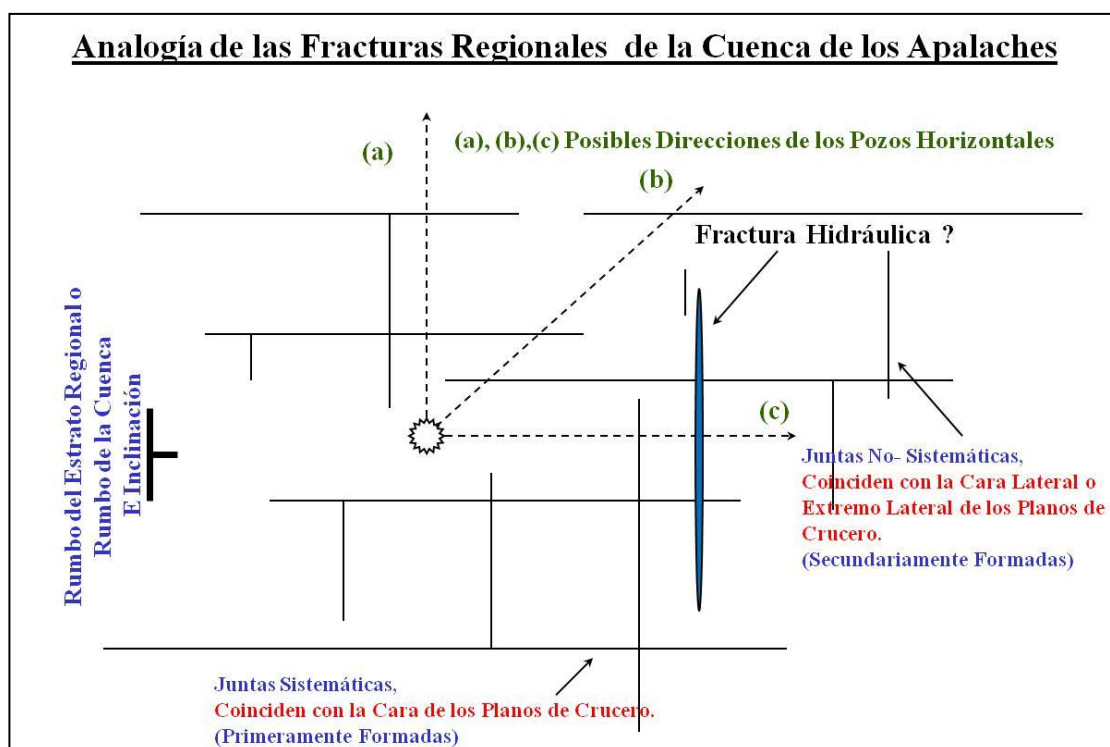 Analogía de las Fracturas Regionales de la Cuenca de los Apalaches
(a)
(a), (b),(c) Posibles Direcciones de los Pozos Horizontales
(b)
Fractura Hidráulica ?
Rumbo del Estrato Regional o
Rumbo de la Cuenca
E Inclinación
(c)
Juntas No- Sistemáticas,
Coinciden con la Cara Lateral o
Extremo Lateral de los Planos de
Crucero.
(Secundariamente Formadas)
Juntas Sistemáticas,
Coinciden con la Cara de los Planos de Crucero.
(Primeramente Formadas)